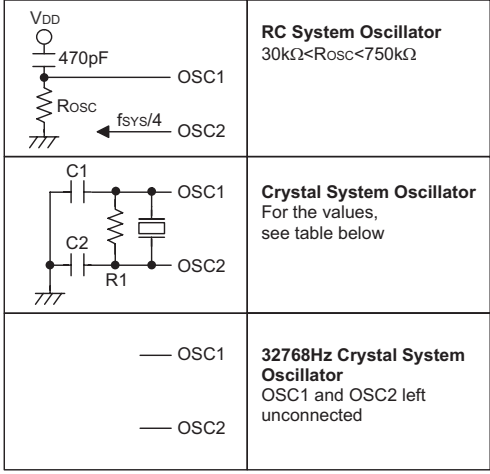 VDD
470pF
OSC1
ROSC
fSYS/4
OSC2
RC System Oscillator
30kΩ<ROSC<750kΩ
C1
OSC1
C2
OSC2
R1
Crystal System Oscillator
For the values,
see table below
OSC1
OSC2
32768Hz Crystal System
Oscillator
OSC1 and OSC2 left
unconnected